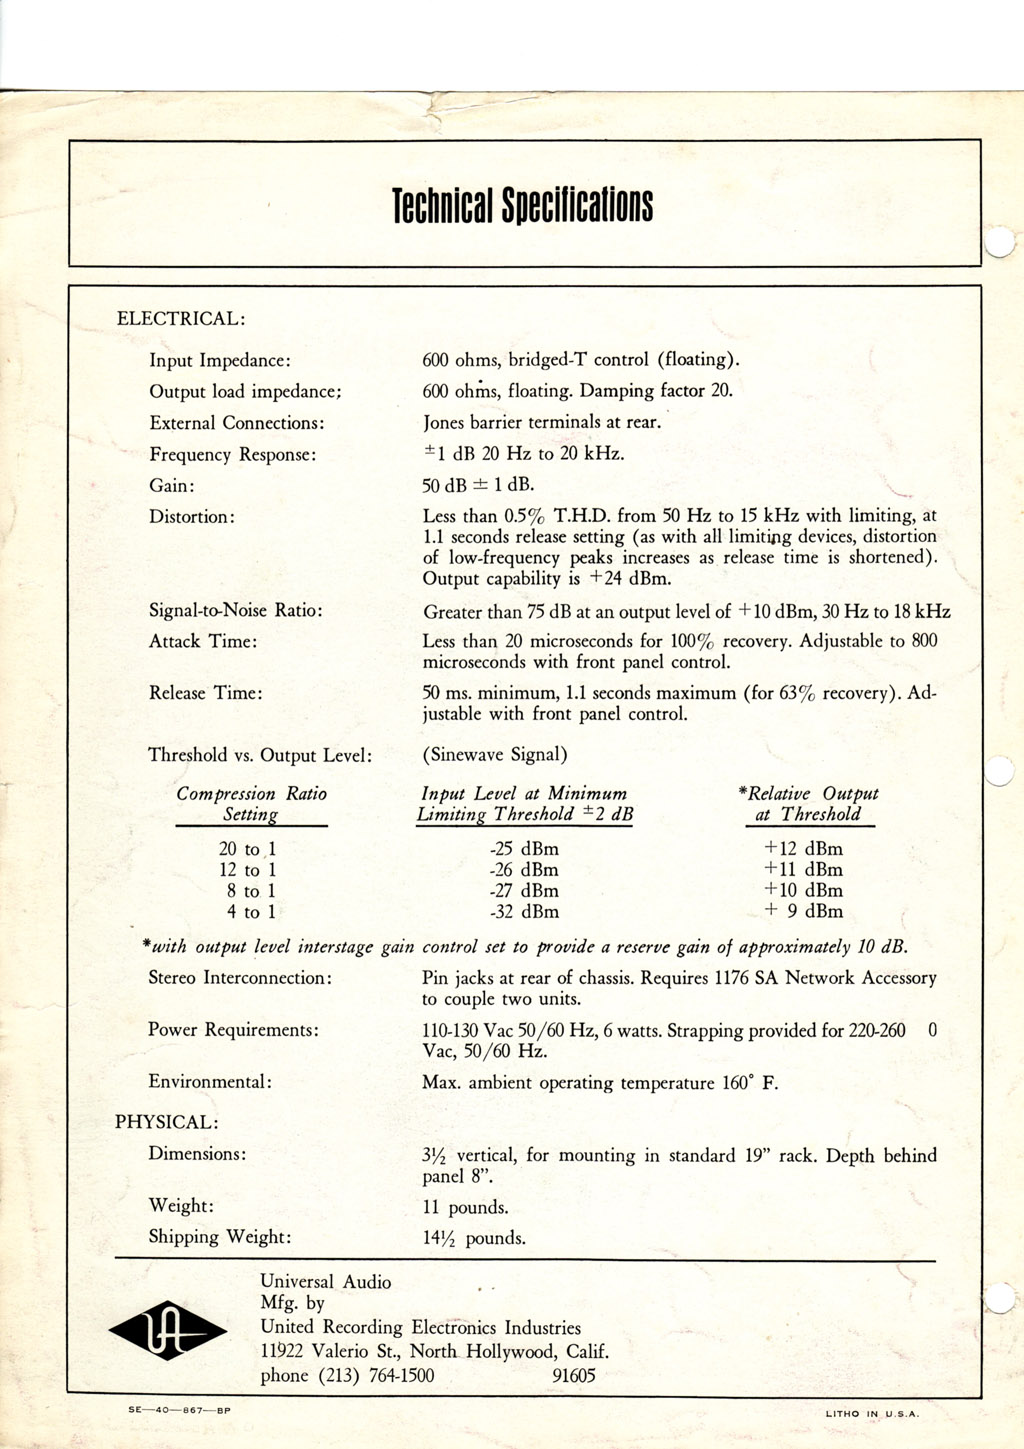 Technical Specifications
ELECTRICAL:
Input Impedance: 600 ohms, bridged-T control (floating).
Output load impedance; 600 ohms, floating. Damping factor 20.
External Connections: Jones barrier terminals at rear.
Frequency Response: ±1 dB 20 Hz to 20 kHz.
Gain: 50 dB ± 1 dB.
Distortion: Less than 0.5% T.H.D. from 50 Hz to 15 kHz with limiting, at
1.1 seconds release setting (as with all limiting devices, distortion
of low-frequency peaks increases as release time is shortened).
Output capability is +24 dBm.
Signal-to-Noise Ratio: Greater than 75 dB at an output level of +10 dBm, 30 Hz to 18 kHz
Attack Time: Less than 20 microseconds for 100% recovery. Adjustable to 800
microseconds with front panel control.
Release Time: 50 ms. minimum, 1.1 seconds maximum (for 63% recovery). Ad-
justable with front panel control.
Threshold vs. Output Level: (Sinewave Signal)
Compression Ratio Input Level at Minimum *Relative Output
Setting Limiting Threshold ±2 dB at Threshold
20 to 1 -25 dBm +12 dBm
12 to 1 -26 dBm +11 dBm
8 to 1 -27 dBm +10 dBm
4 to 1 -32 dBm + 9 dBm
*with output level interstage gain control set to provide a reserve gain of approximately 10 dB.
Stereo Interconnection: Pin jacks at rear of chassis. Requires 1176 SA Network Accessory
to couple two units.
Power Requirements: 110-130 Vac 50/60 Hz, 6 watts. Strapping provided for 220-260 0
Vac, 50/60 Hz.
Environmental: Max. ambient operating temperature 160° F.
PHYSICAL:
Dimensions: 3½ vertical, for mounting in standard 19” rack. Depth behind
panel 8”.
Weight: 11 pounds.
Shipping Weight: 14½ pounds.
Universal Audio
Mfg. by
United Recording Electronics Industries
11922 Valerio St., North Hollywood, Calif.
phone (213) 764-1500 91605
UA
SE—40—867—BP
LITHO IN U.S.A.